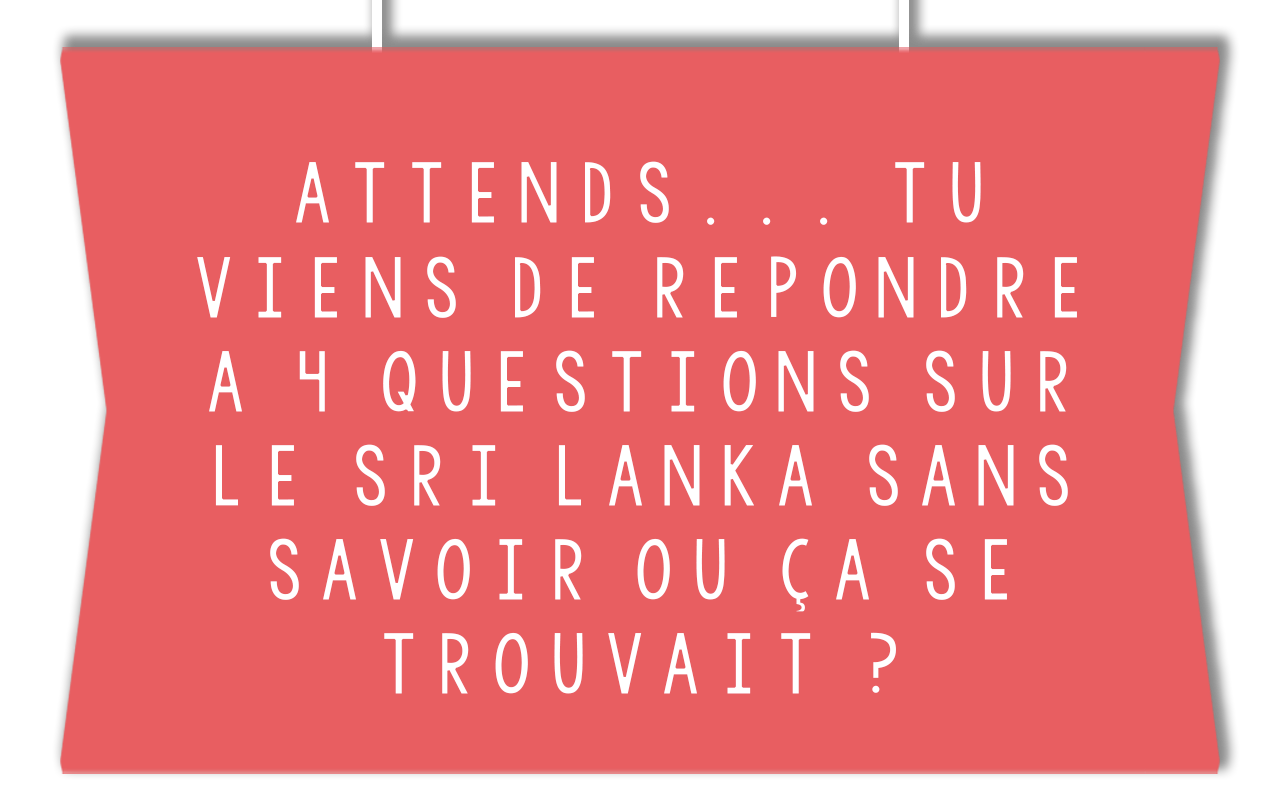 ATTENDS... TU
VIENS DE REPONDRE
A 4 QUESTIONS SUR
LE SRI LANKA SANS
SAVOIR OU ÇA SE
TROUVAIT ?